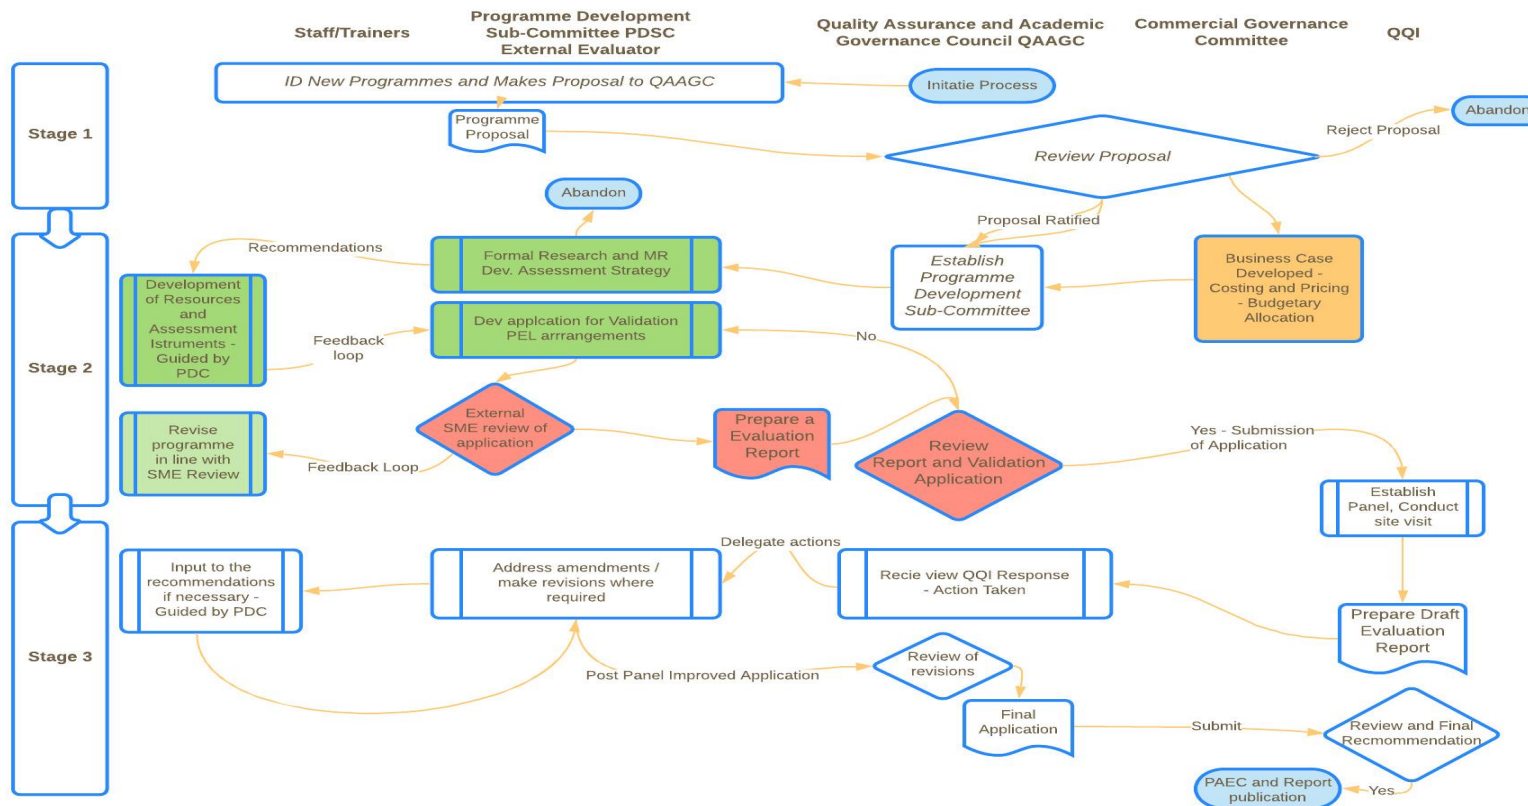 Staff/Trainers
Programme Development
Sub-Committee PDSC
External Evaluator
Quality Assurance and Academic
Governance Council QAAGC
Commercial Governance
Committee
QQI
Stage 1
ID New Programmes and Makes Proposal to QAAGC
Initatie Process
Programme
Proposal
Review Proposal
Reject Proposal
Abandon
Abandon
Proposal Ratified
Stage 2
Recommendations
Formal Research and MR
Dev. Assessment Strategy
Establish
Programme
Development
Sub-Committee
Business Case
Developed -
Costing and Pricing
- Budgetary
Allocation
Development
of Resources
and
Assessment
Istruments -
Guided by
PDC
Feedback
loop
Dev applcation for Validation
PEL arrrangements
No
External
SME review of
application
Prepare a
Evaluation
Report
Review
Report and Validation
Application
Yes - Submission
of Application
Revise
programme
in line with
SME Review
Feedback Loop
Establish
Panel, Conduct
site visit
Stage 3
Delegate actions
Input to the
recommendations
if necessary -
Guided by PDC
Address amendments /
make revisions where
required
Recie view QQI Response
- Action Taken
Prepare Draft
Evaluation
Report
Post Panel Improved Application
Review of
revisions
Final
Application
Submit
Review and Final
Recmommendation
Yes
PAEC and Report
publication